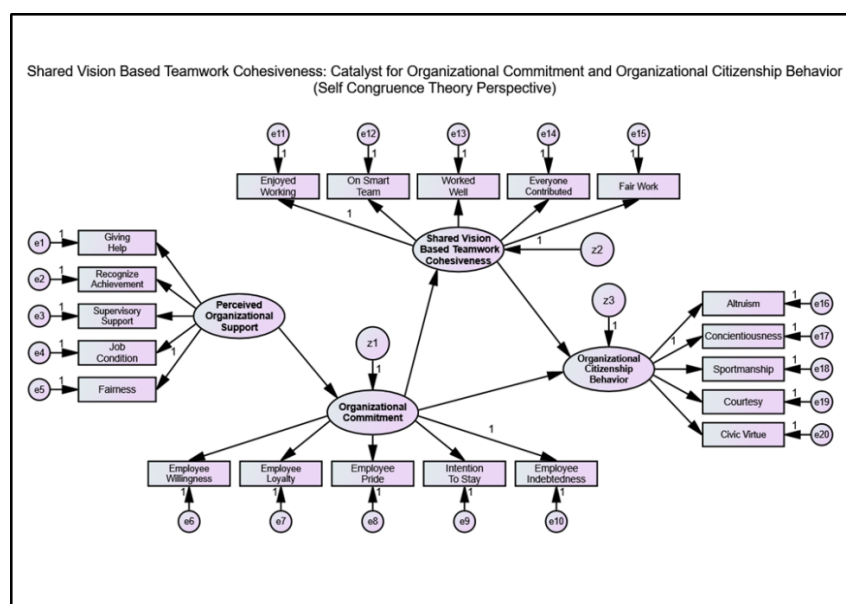 Shared Vision Based Teamwork Cohesiveness: Catalyst for Organizational Commitment and Organizational Citizenship Behavior
(Self Congruence Theory Perspective)
e11
e12
e13
e14
e15
1
1
1
1
1
Enjoyed
Working
On Smart
Team
Worked
Well
Everyone
Contributed
Fair Work
1
Shared Vision
Based Teamwork
Cohesiveness
1
z2
e1
1
Giving
Help
e2
1
Recognize
Achievement
e3
1
Supervisory
Support
e4
1
Job
Condition
e5
1
Fairness
1
Perceived
Organizational
Support
z1
1
Organizational
Commitment
z3
1
Organizational
Citizenship
Behavior
1
Altruism
1
e16
Concientiousness
1
e17
Sportmanship
1
e18
Courtesy
1
e19
Civic Virtue
1
e20
1
Employee
Willingness
Employee
Loyalty
Employee
Pride
Intention
To Stay
Employee
Indebtedness
1
1
1
1
1
e6
e7
e8
e9
e10